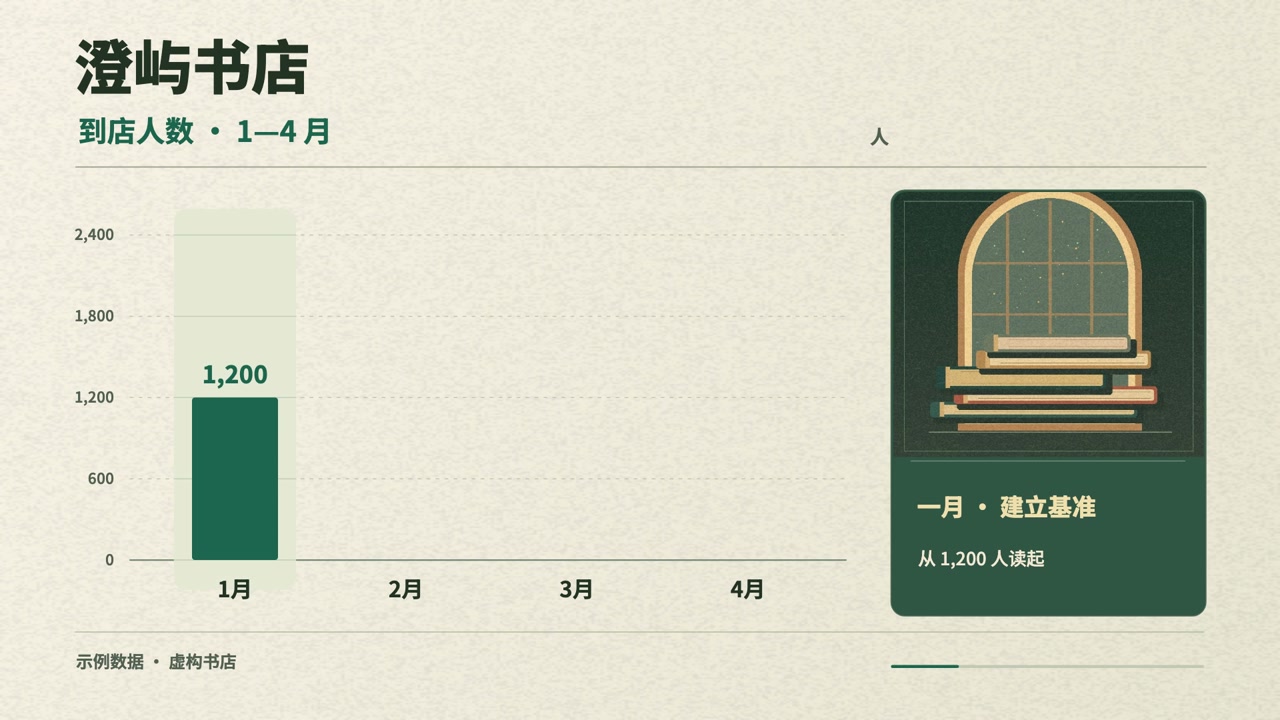 澄屿书店
到店人数 · 1—4 月
人
2,400
1,800
1,200
600
0
1,200
1月
2月
3月
4月
一月 · 建立基准
从 1,200 人读起
示例数据 · 虚构书店